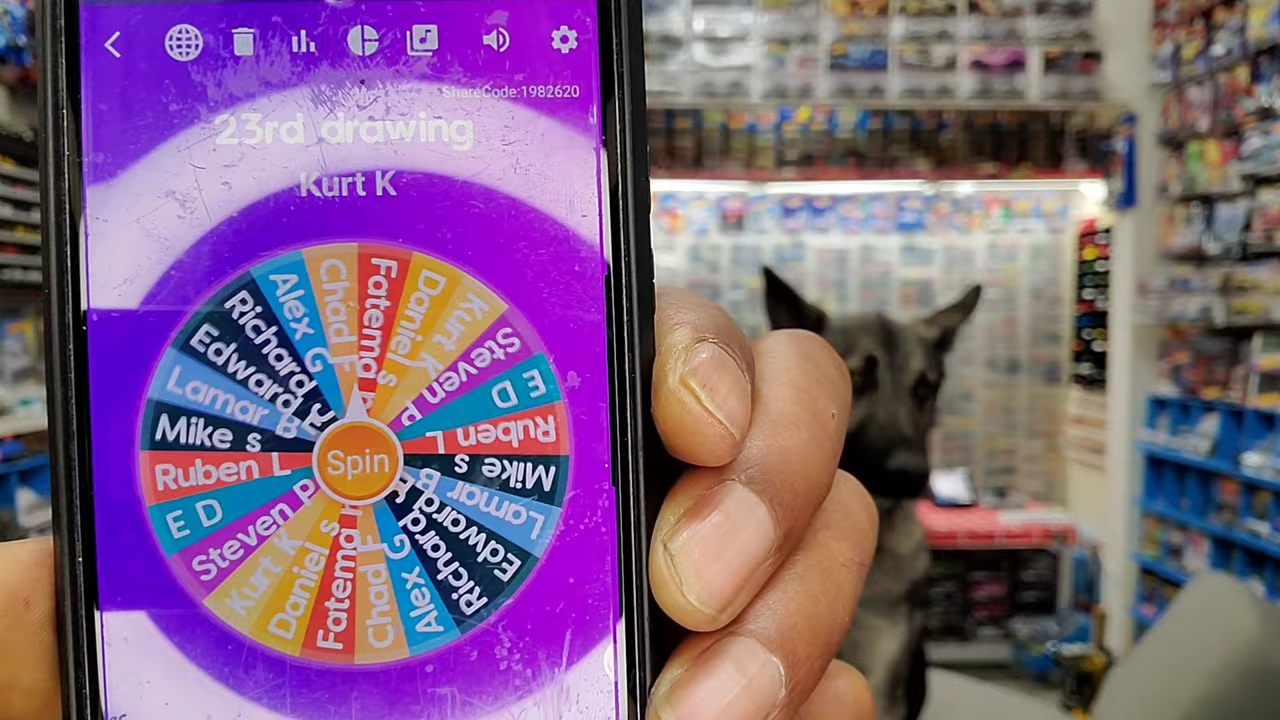 ShareCode:1982620
23rd drawing
Kurt K
Fatema k
Daniel s
Kurt K
Steven P
E D
Ruben L
Mike s
Lamar B
Edward
Richard
Alex G
Chad F
Fatema
Daniel s
Kurt K
Steven P
E D
Ruben L
Mike s
Lamar B
Edward
Richard
Alex G
Chad F
Spin